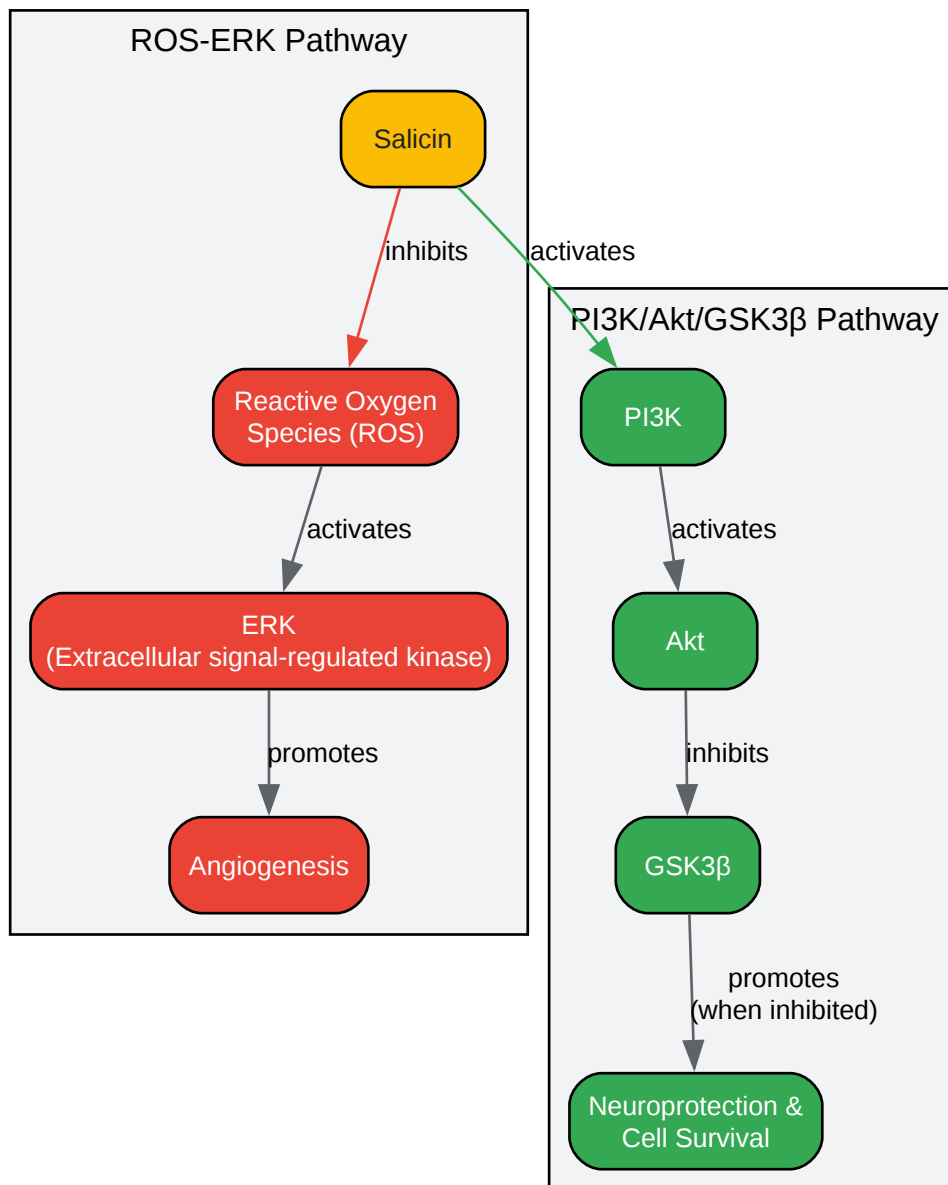 ROS-ERK Pathway
Salicin
inhibits
activates
PI3K/Akt/GSK3β Pathway
Reactive Oxygen
Species (ROS)
PI3K
activates
activates
ERK
(Extracellular signal-regulated kinase)
Akt
promotes
inhibits
Angiogenesis
GSK3β
promotes
(when inhibited)
Neuroprotection &
Cell Survival